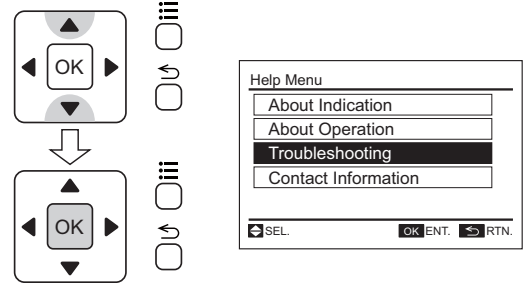 OK
OK
Help Menu
About Indication
About Operation
Troubleshooting
Contact Information
SEL. OK ENT. RTN.